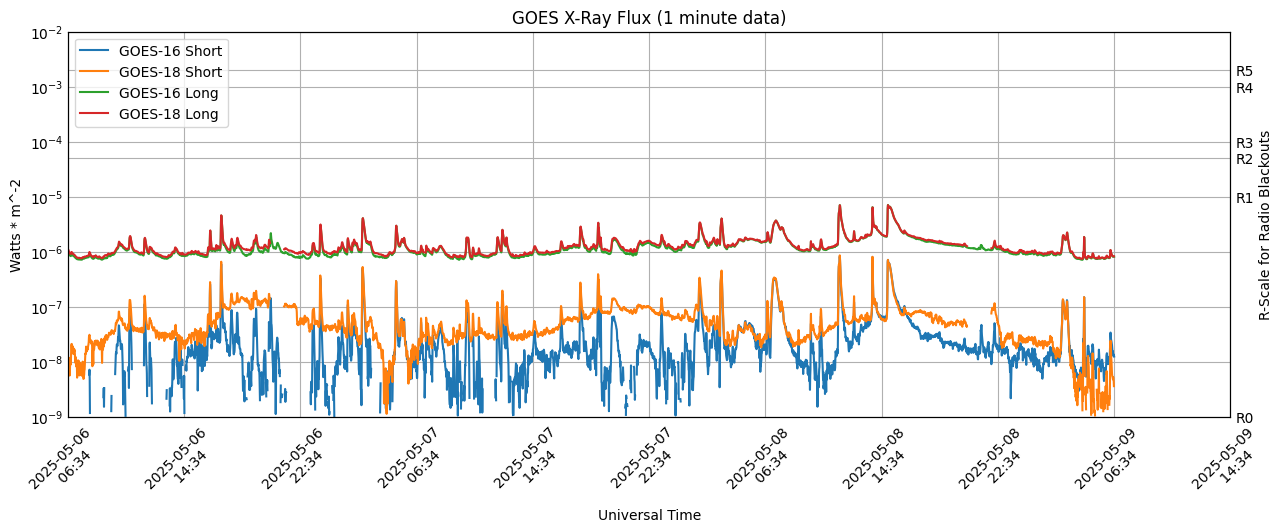 GOES X-Ray Flux (1 minute data)
GOES-16 Short
GOES-18 Short
GOES-16 Long
GOES-18 Long
10^-2
10^-3
10^-4
10^-5
10^-6
10^-7
10^-8
10^-9
Watts * m^-2
R5
R4
R3
R2
R1
R0
R-Scale for Radio Blackouts
2025-05-06
06:34
2025-05-06
14:34
2025-05-06
22:34
2025-05-07
06:34
2025-05-07
14:34
2025-05-07
22:34
2025-05-08
06:34
2025-05-08
14:34
2025-05-08
22:34
2025-05-09
06:34
2025-05-09
14:34
Universal Time